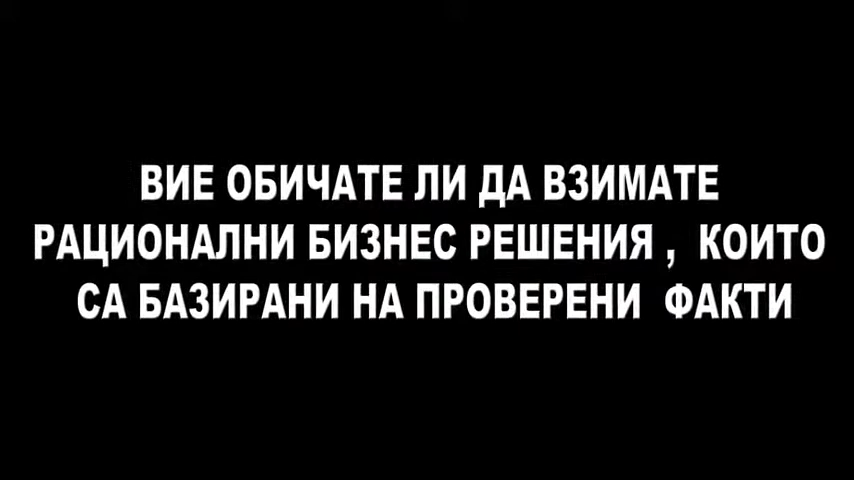 ВИЕ ОБИЧАТЕ ЛИ ДА ВЗИМАТЕ
РАЦИОНАЛНИ БИЗНЕС РЕШЕНИЯ ,  КОИТО
СА БАЗИРАНИ НА ПРОВЕРЕНИ  ФАКТИ